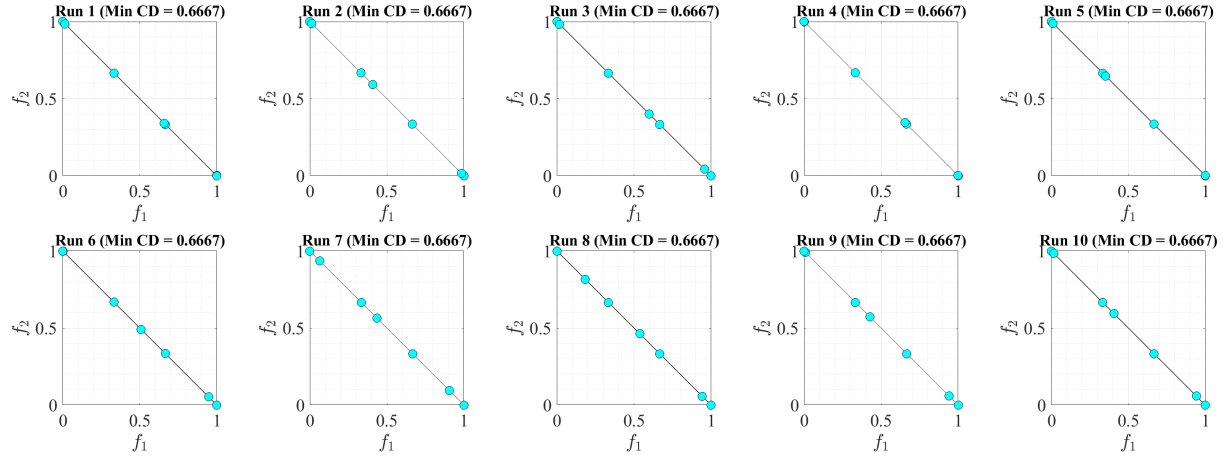 Run 1 (Min CD = 0.6667)
1
0.5
0
f2
0 0.5 1
f1
Run 2 (Min CD = 0.6667)
1
0.5
0
f2
0 0.5 1
f1
Run 3 (Min CD = 0.6667)
1
0.5
0
f2
0 0.5 1
f1
Run 4 (Min CD = 0.6667)
1
0.5
0
f2
0 0.5 1
f1
Run 5 (Min CD = 0.6667)
1
0.5
0
f2
0 0.5 1
f1
Run 6 (Min CD = 0.6667)
1
0.5
0
f2
0 0.5 1
f1
Run 7 (Min CD = 0.6667)
1
0.5
0
f2
0 0.5 1
f1
Run 8 (Min CD = 0.6667)
1
0.5
0
f2
0 0.5 1
f1
Run 9 (Min CD = 0.6667)
1
0.5
0
f2
0 0.5 1
f1
Run 10 (Min CD = 0.6667)
1
0.5
0
f2
0 0.5 1
f1